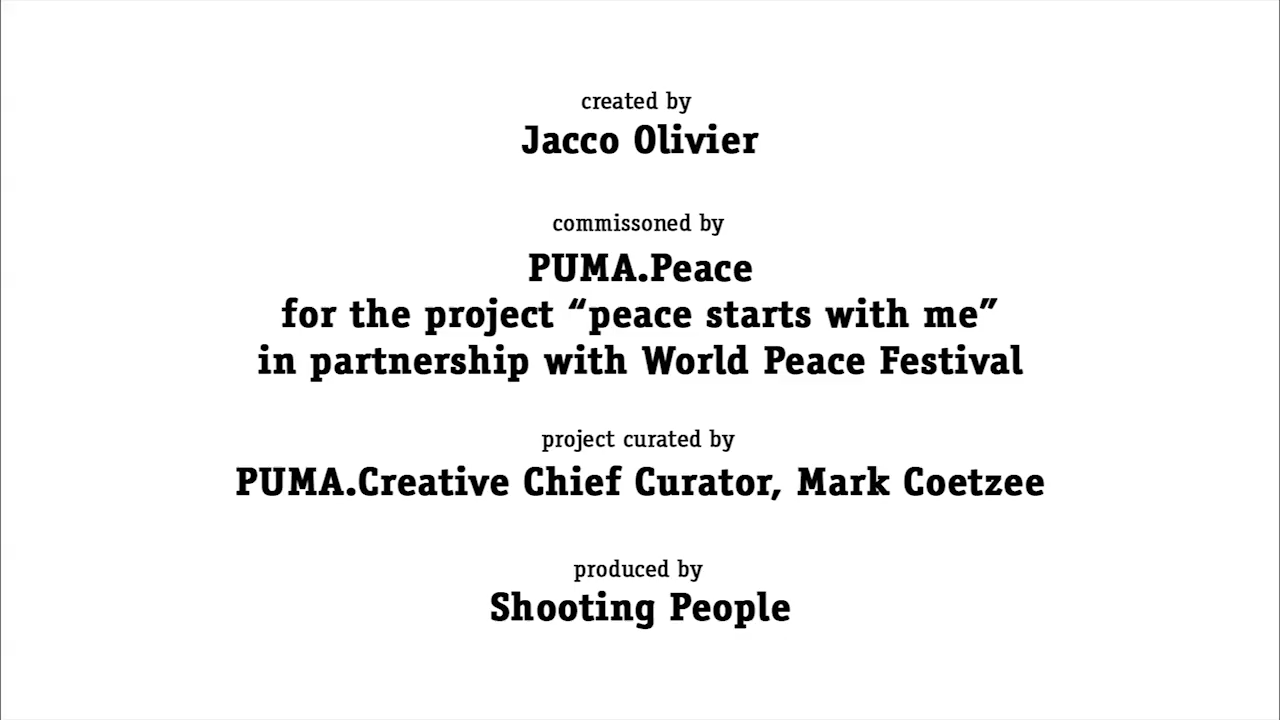 created by
Jacco Olivier
commissoned by
PUMA.Peace
for the project “peace starts with me”
in partnership with World Peace Festival
project curated by
PUMA.Creative Chief Curator, Mark Coetzee
produced by
Shooting People